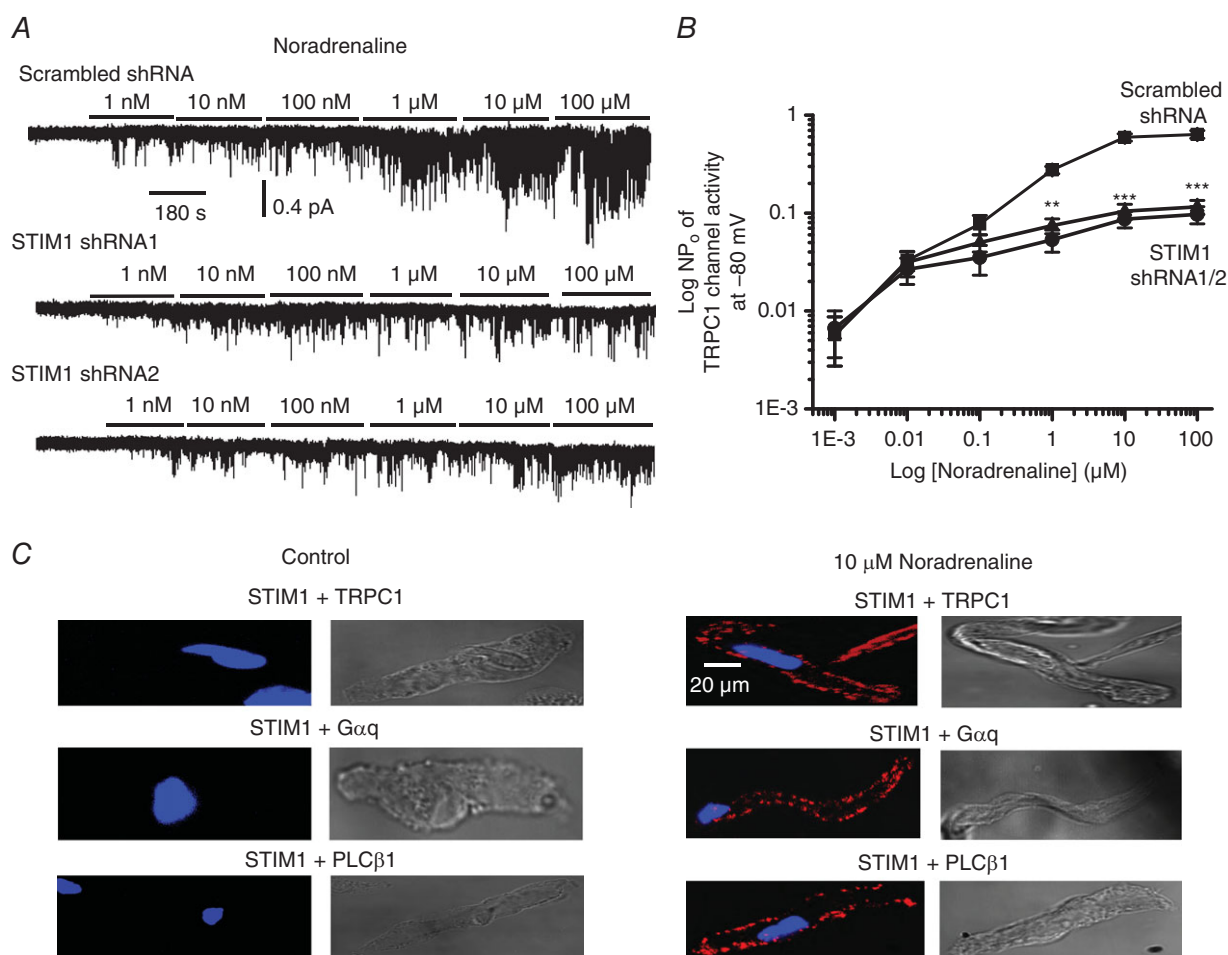 A
Noradrenaline
Scrambled shRNA
1 nM 10 nM 100 nM 1 µM 10 µM 100 µM
180 s
0.4 pA
STIM1 shRNA1
1 nM 10 nM 100 nM 1 µM 10 µM 100 µM
STIM1 shRNA2
1 nM 10 nM 100 nM 1 µM 10 µM 100 µM
B
Log NPo of
TRPC1 channel activity
at −80 mV
1
0.1
0.01
1E-3
Scrambled
shRNA
** *** ***
STIM1
shRNA1/2
1E-3 0.01 0.1 1 10 100
Log [Noradrenaline] (µM)
C
Control
STIM1 + TRPC1
STIM1 + Gαq
STIM1 + PLCβ1
10 µM Noradrenaline
STIM1 + TRPC1
20 µm
STIM1 + Gαq
STIM1 + PLCβ1